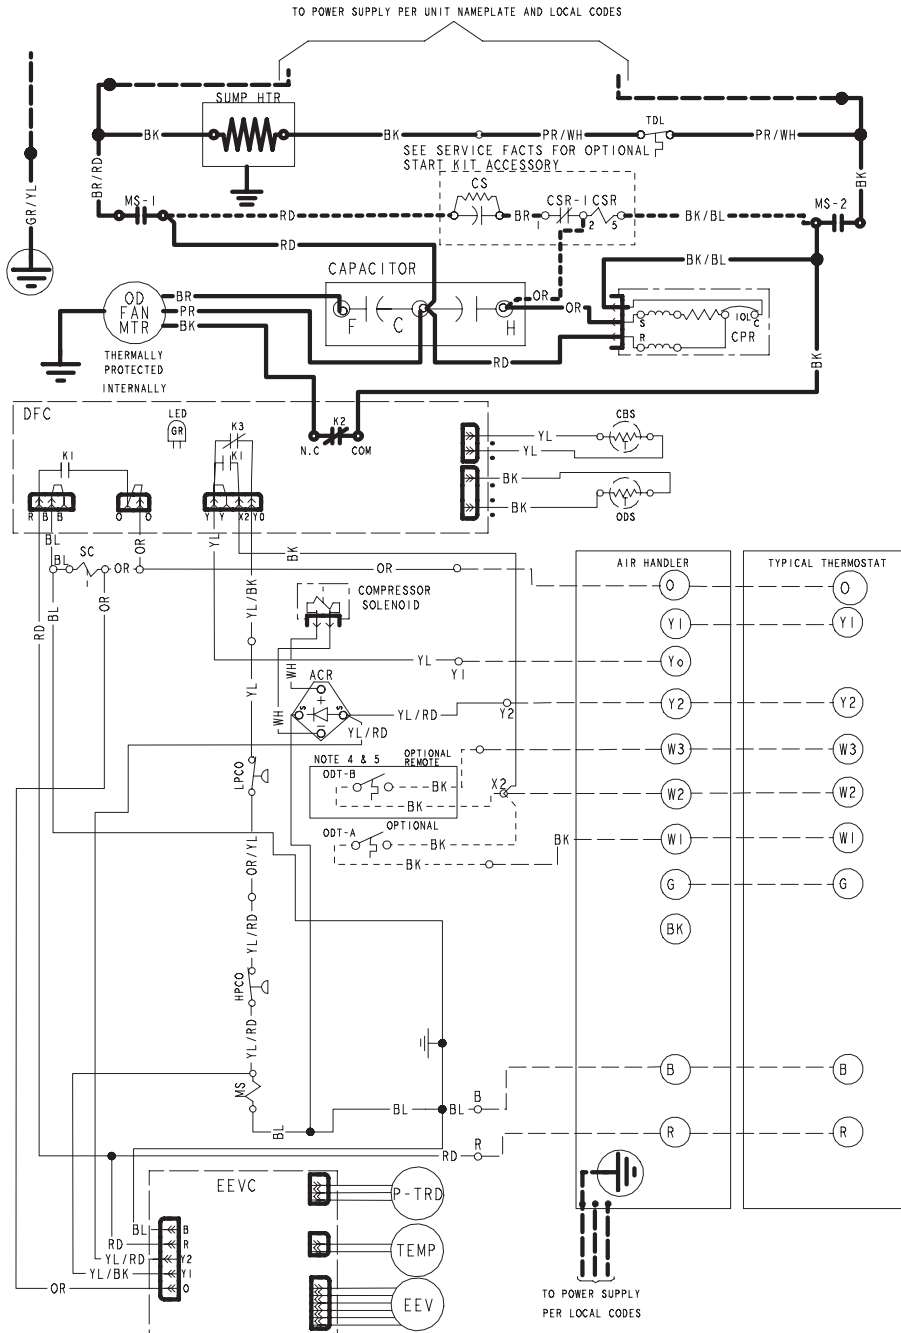 TO POWER SUPPLY PER UNIT NAMEPLATE AND LOCAL CODES
SUMP HTR
TDL
BK
BK
PR/WH
PR/WH
SEE SERVICE FACTS FOR OPTIONAL
START KIT ACCESSORY
GR/YL
BR/RD
BK
CS
MS-1
CSR-1 CSR
MS-2
RD
BR
1
2
5
BK/BL
RD
BK/BL
CAPACITOR
OD
FAN
MTR
BR
PR
BK
F
C
H
OR
OR
S
R
IOL
C
CPR
THERMALLY
PROTECTED
INTERNALLY
RD
BK
DFC
LED
GR
K3
K1
K2
N.C
COM
K1
CBS
YL
YL
BK
BK
ODS
R
B
B
O
O
Y
Y
X2
YO
BL
OR
YL
BK
SC
BL
OR
OR
AIR HANDLER
TYPICAL THERMOSTAT
BL
OR
RD
YL/BK
COMPRESSOR
SOLENOID
O
O
Y1
Y1
YL
Y1
Yo
YL
WH
ACR
S
S
WH
YL/RD
YL/RD
Y2
Y2
Y2
NOTE 4 & 5
OPTIONAL
REMOTE
W3
W3
LPCO
ODT-B
BK
BK
X2
W2
W2
ODT-A
OPTIONAL
BK
BK
BK
W1
W1
OR/YL
G
G
YL/RD
BK
HPCO
YL/RD
MS
B
B
B
BL
BL
BL
R
R
R
RD
EEVC
P-TRD
BL
B
RD
R
YL/RD
Y2
YL/BK
Y1
OR
O
TEMP
EEV
TO POWER SUPPLY
PER LOCAL CODES